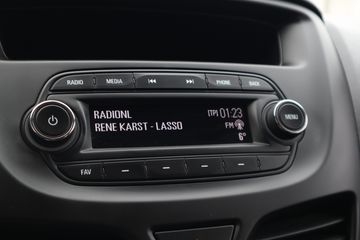 RADIO MEDIA PHONE BACK
RADIONL [TP] 01:23
RENE KARST - LASSO FM
6°
MENU
FAV